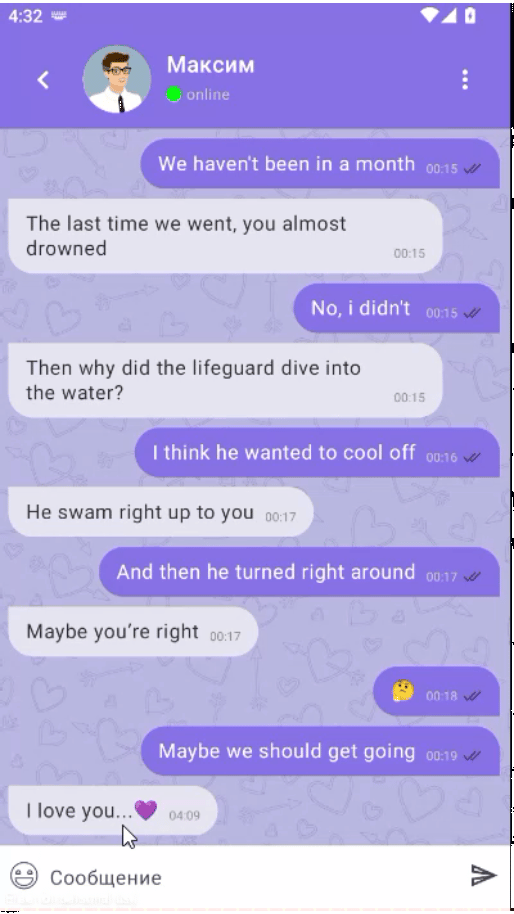 4:32
Максим
online
We haven't been in a month 00:15
The last time we went, you almost
drowned 00:15
No, i didn't 00:15
Then why did the lifeguard dive into
the water? 00:15
I think he wanted to cool off 00:16
He swam right up to you 00:17
And then he turned right around 00:17
Maybe you’re right 00:17
🤔 00:18
Maybe we should get going 00:19
I love you...💜 04:09
Сообщение